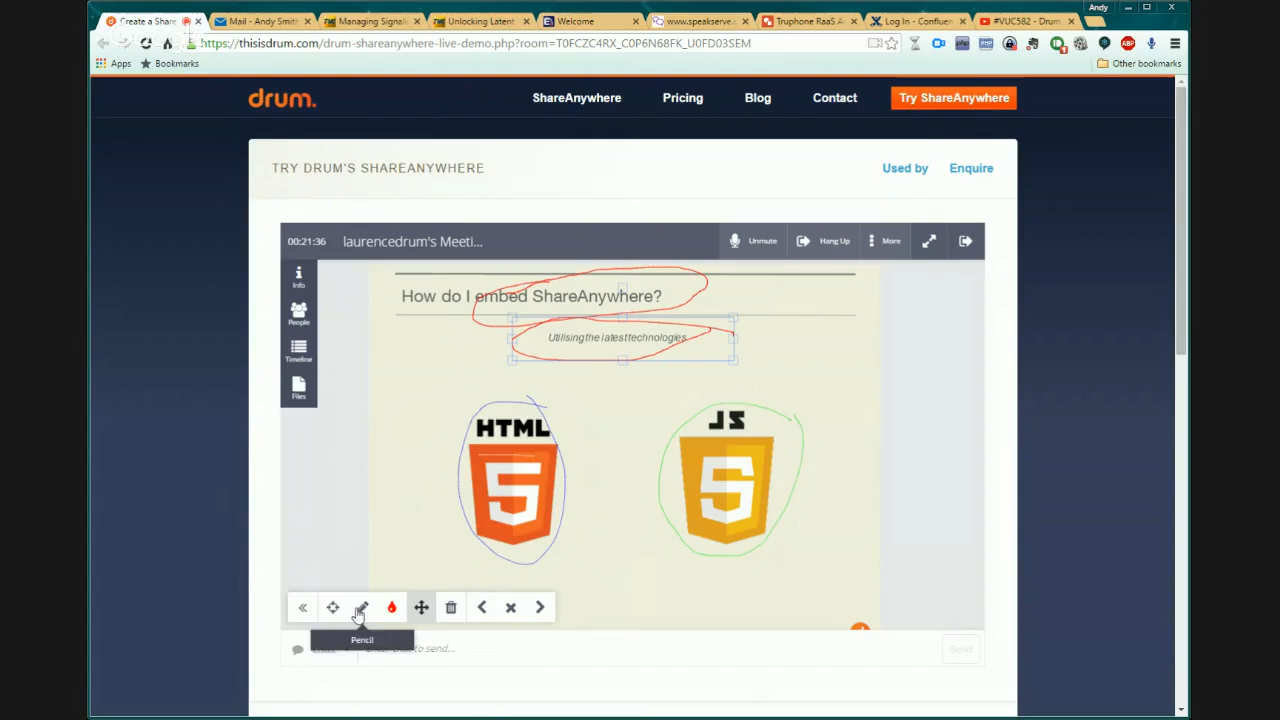 Andy
Create a Share
Mail - Andy Smith
Managing Signali
Unlocking Latent
Welcome
www.speakserve.c
Truphone RaaS A
Log In - Confluen
#VUC582 - Drum
https://thisisdrum.com/drum-shareanywhere-live-demo.php?room=T0FCZC4RX_C0P6N68FK_U0FD03SEM
Apps
Bookmarks
Other bookmarks
drum.
ShareAnywhere
Pricing
Blog
Contact
Try ShareAnywhere
TRY DRUM'S SHAREANYWHERE
Used by
Enquire
00:21:36
laurencedrum's Meeti...
Unmute
Hang Up
More
Info
People
Timeline
Files
How do I embed ShareAnywhere?
Utilising the latest technologies
HTML
5
JS
5
Pencil
to send...
Send